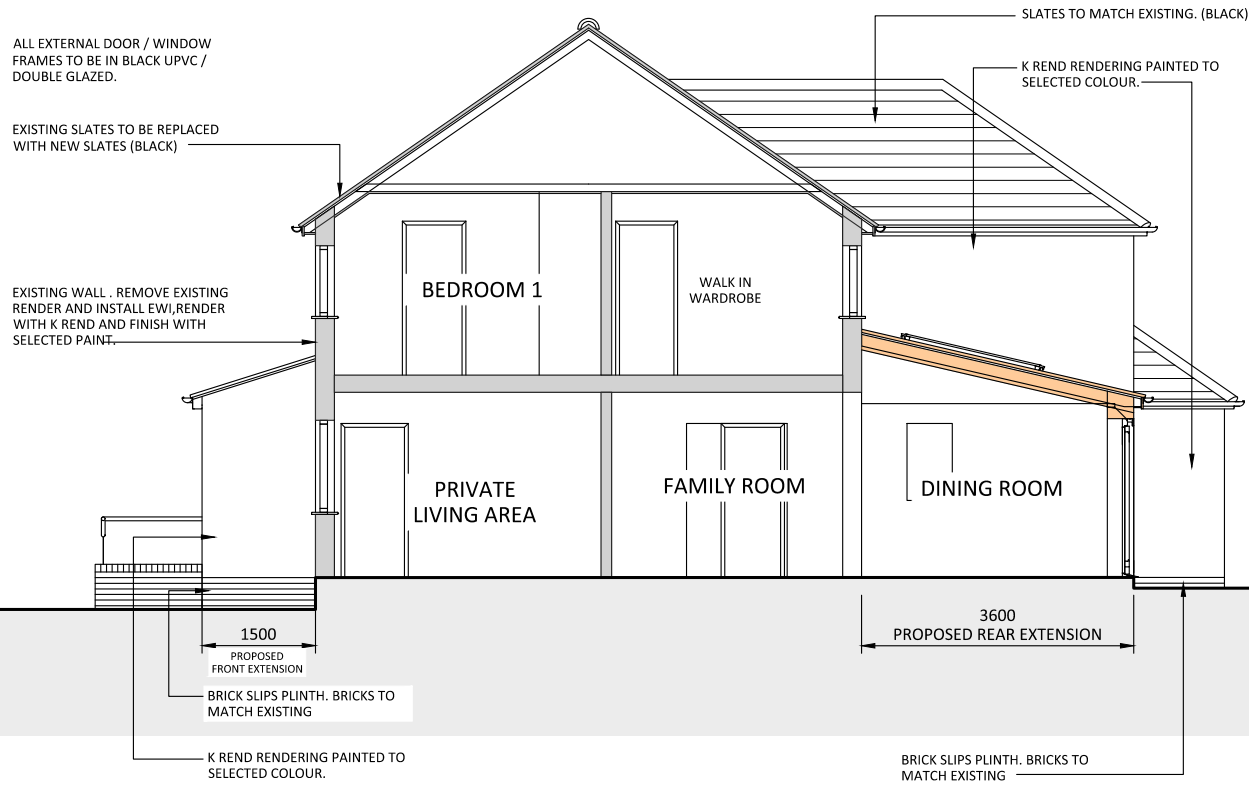 SLATES TO MATCH EXISTING. (BLACK)
ALL EXTERNAL DOOR / WINDOW
FRAMES TO BE IN BLACK UPVC /
DOUBLE GLAZED.
K REND RENDERING PAINTED TO
SELECTED COLOUR.
EXISTING SLATES TO BE REPLACED
WITH NEW SLATES (BLACK)
EXISTING WALL . REMOVE EXISTING
RENDER AND INSTALL EWI,RENDER
WITH K REND AND FINISH WITH
SELECTED PAINT.
BEDROOM 1
WALK IN
WARDROBE
PRIVATE
LIVING AREA
FAMILY ROOM
DINING ROOM
1500
PROPOSED
FRONT EXTENSION
3600
PROPOSED REAR EXTENSION
BRICK SLIPS PLINTH. BRICKS TO
MATCH EXISTING
K REND RENDERING PAINTED TO
SELECTED COLOUR.
BRICK SLIPS PLINTH. BRICKS TO
MATCH EXISTING